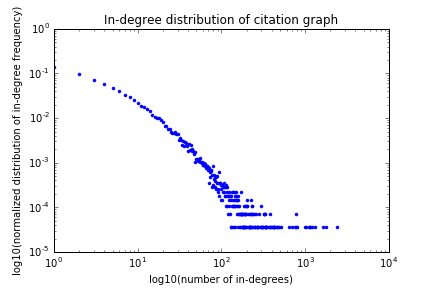 In-degree distribution of citation graph
log10(normalized distribution of in-degree frequency)
10^0
10^-1
10^-2
10^-3
10^-4
10^-5
10^0 10^1 10^2 10^3 10^4
log10(number of in-degrees)